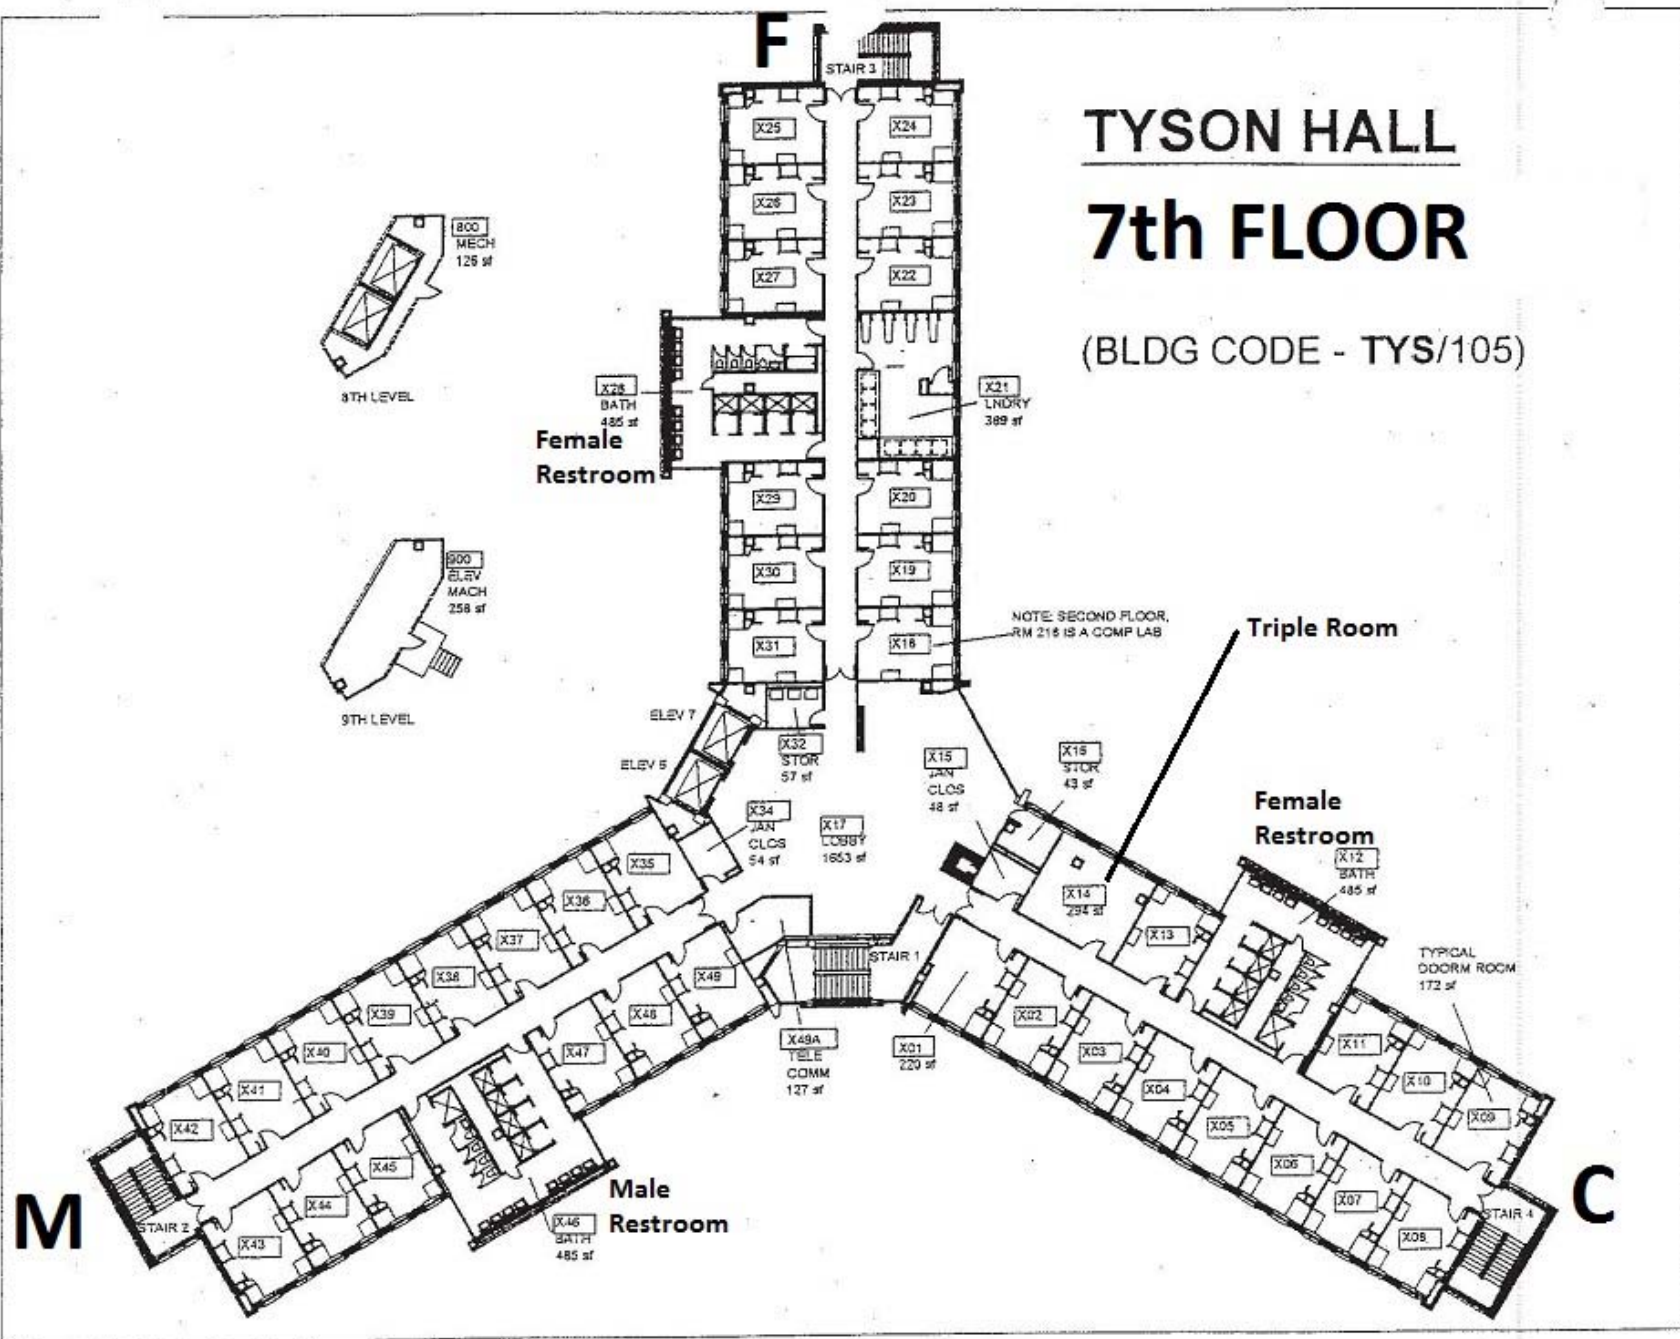 F
STAIR 3
TYSON HALL
7th FLOOR
(BLDG CODE - TYS/105)
X25
X24
X26
X23
X27
X22
800
MECH
126 sf
8TH LEVEL
X28
BATH
485 sf
Female
Restroom
X21
LNDRY
389 sf
X29
X20
X30
X19
X31
X18
900
ELEV
MACH
258 sf
9TH LEVEL
NOTE: SECOND FLOOR,
RM 216 IS A COMP LAB
Triple Room
ELEV 7
ELEV 6
X32
STOR
57 sf
X15
JAN
CLOS
48 sf
X16
STOR
43 sf
X34
JAN
CLOS
54 sf
X17
LOBBY
1653 sf
Female
Restroom
X12
BATH
485 sf
X14
294 sf
X13
X35
X36
X37
X38
X39
X40
X41
X42
X49
X48
X47
STAIR 1
X49A
TELE
COMM
127 sf
X01
220 sf
X02
X03
X04
X05
X06
X07
X08
X11
X10
X09
TYPICAL
DOORM ROOM
172 sf
X45
X44
X43
STAIR 2
M
Male
Restroom
X46
BATH
485 sf
STAIR 4
C